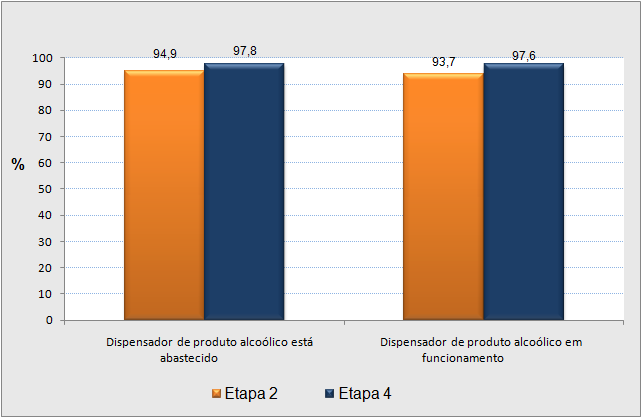 94,9
97,8
93,7
97,6
100
90
80
70
60
50
40
30
20
10
0
%
Dispensador de produto alcoólico está
abastecido
Dispensador de produto alcoólico em
funcionamento
Etapa 2
Etapa 4